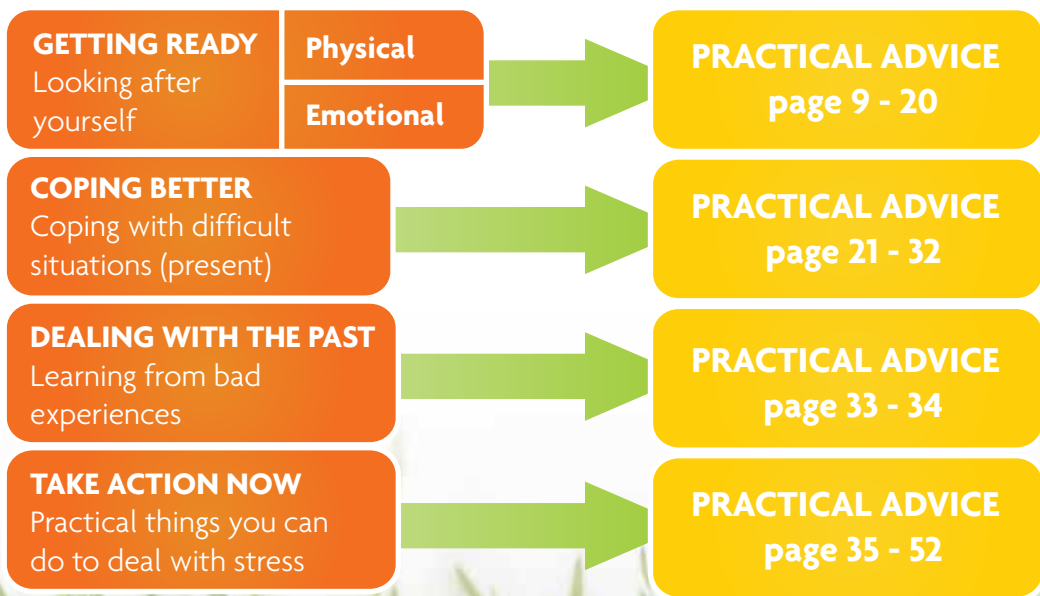 GETTING READY
Looking after
yourself
Physical
Emotional
PRACTICAL ADVICE
page 9 - 20
COPING BETTER
Coping with difficult
situations (present)
PRACTICAL ADVICE
page 21 - 32
DEALING WITH THE PAST
Learning from bad
experiences
PRACTICAL ADVICE
page 33 - 34
TAKE ACTION NOW
Practical things you can
do to deal with stress
PRACTICAL ADVICE
page 35 - 52